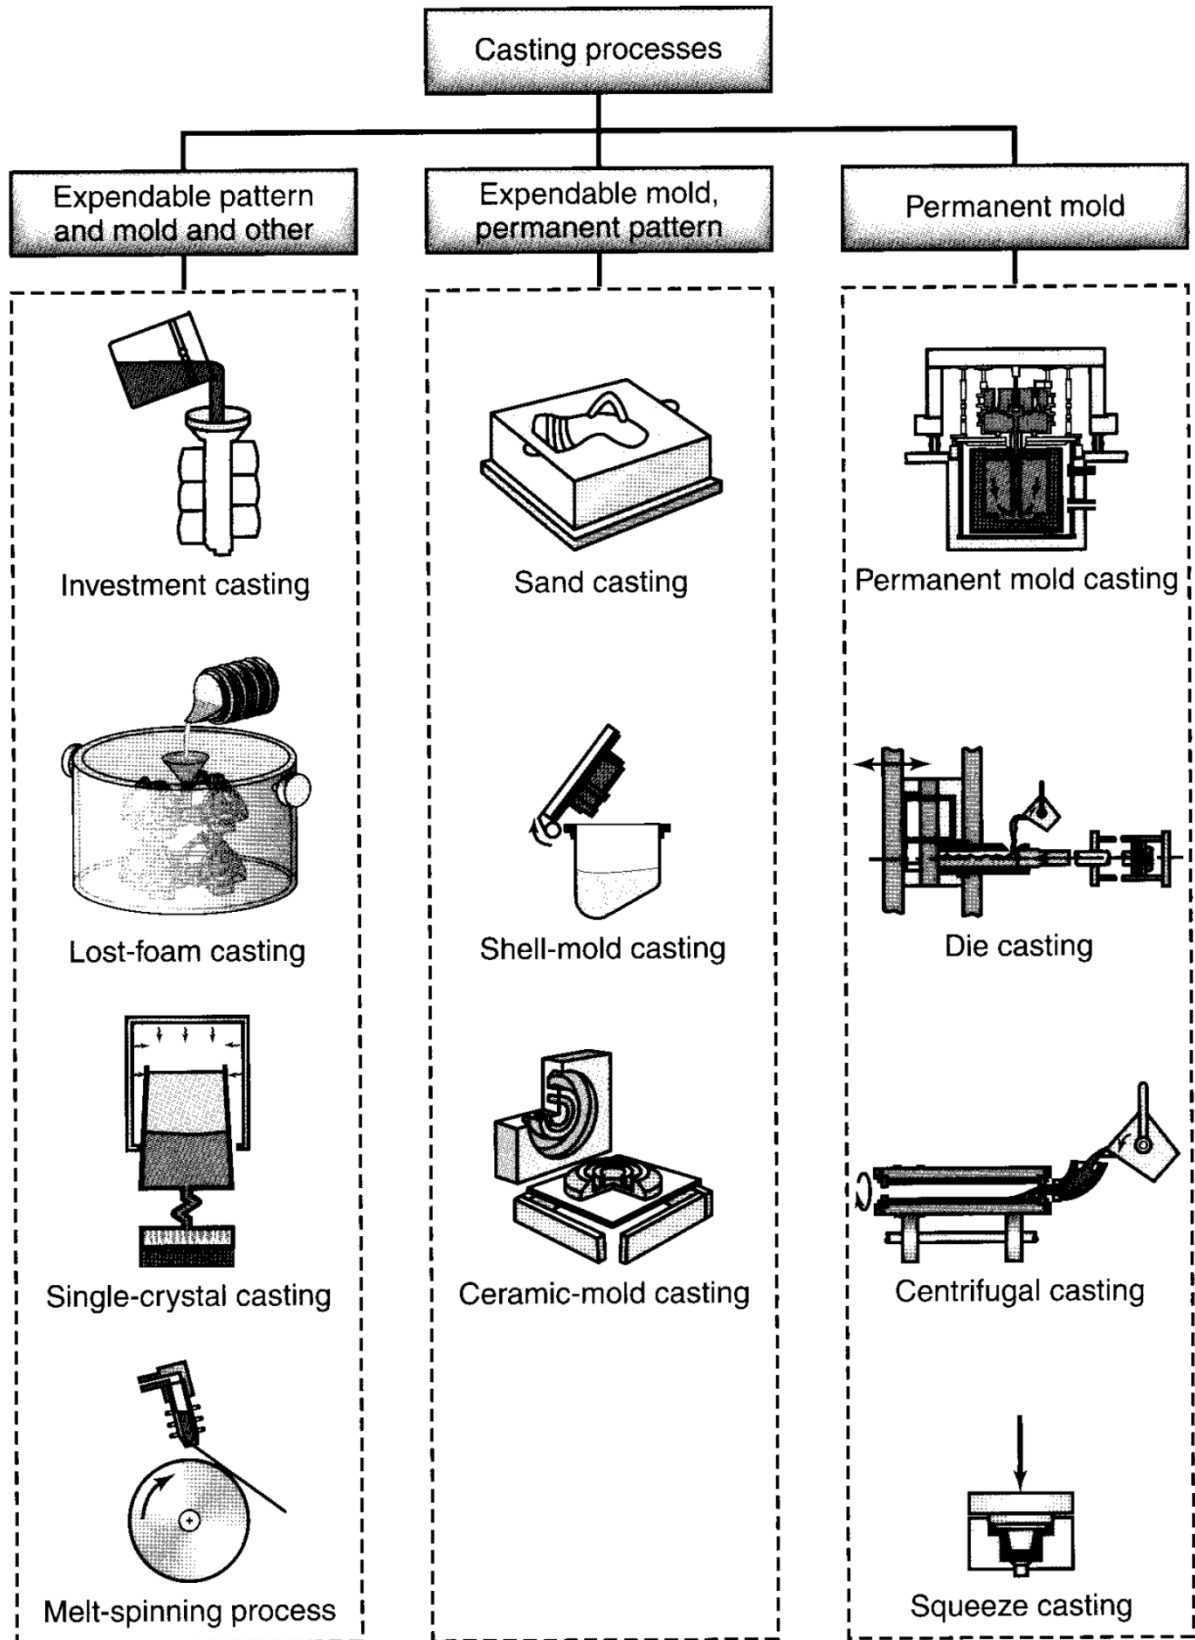 Casting processes
Expendable pattern
and mold and other
Expendable mold,
permanent pattern
Permanent mold
Investment casting
Lost-foam casting
Single-crystal casting
Melt-spinning process
Sand casting
Shell-mold casting
Ceramic-mold casting
Permanent mold casting
Die casting
Centrifugal casting
Squeeze casting